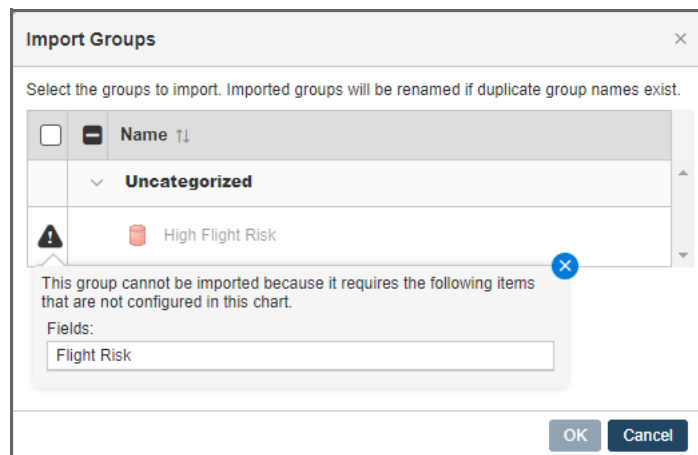 Import Groups
Select the groups to import. Imported groups will be renamed if duplicate group names exist.
Name
Uncategorized
High Flight Risk
This group cannot be imported because it requires the following items
that are not configured in this chart.
Fields:
Flight Risk
OK Cancel